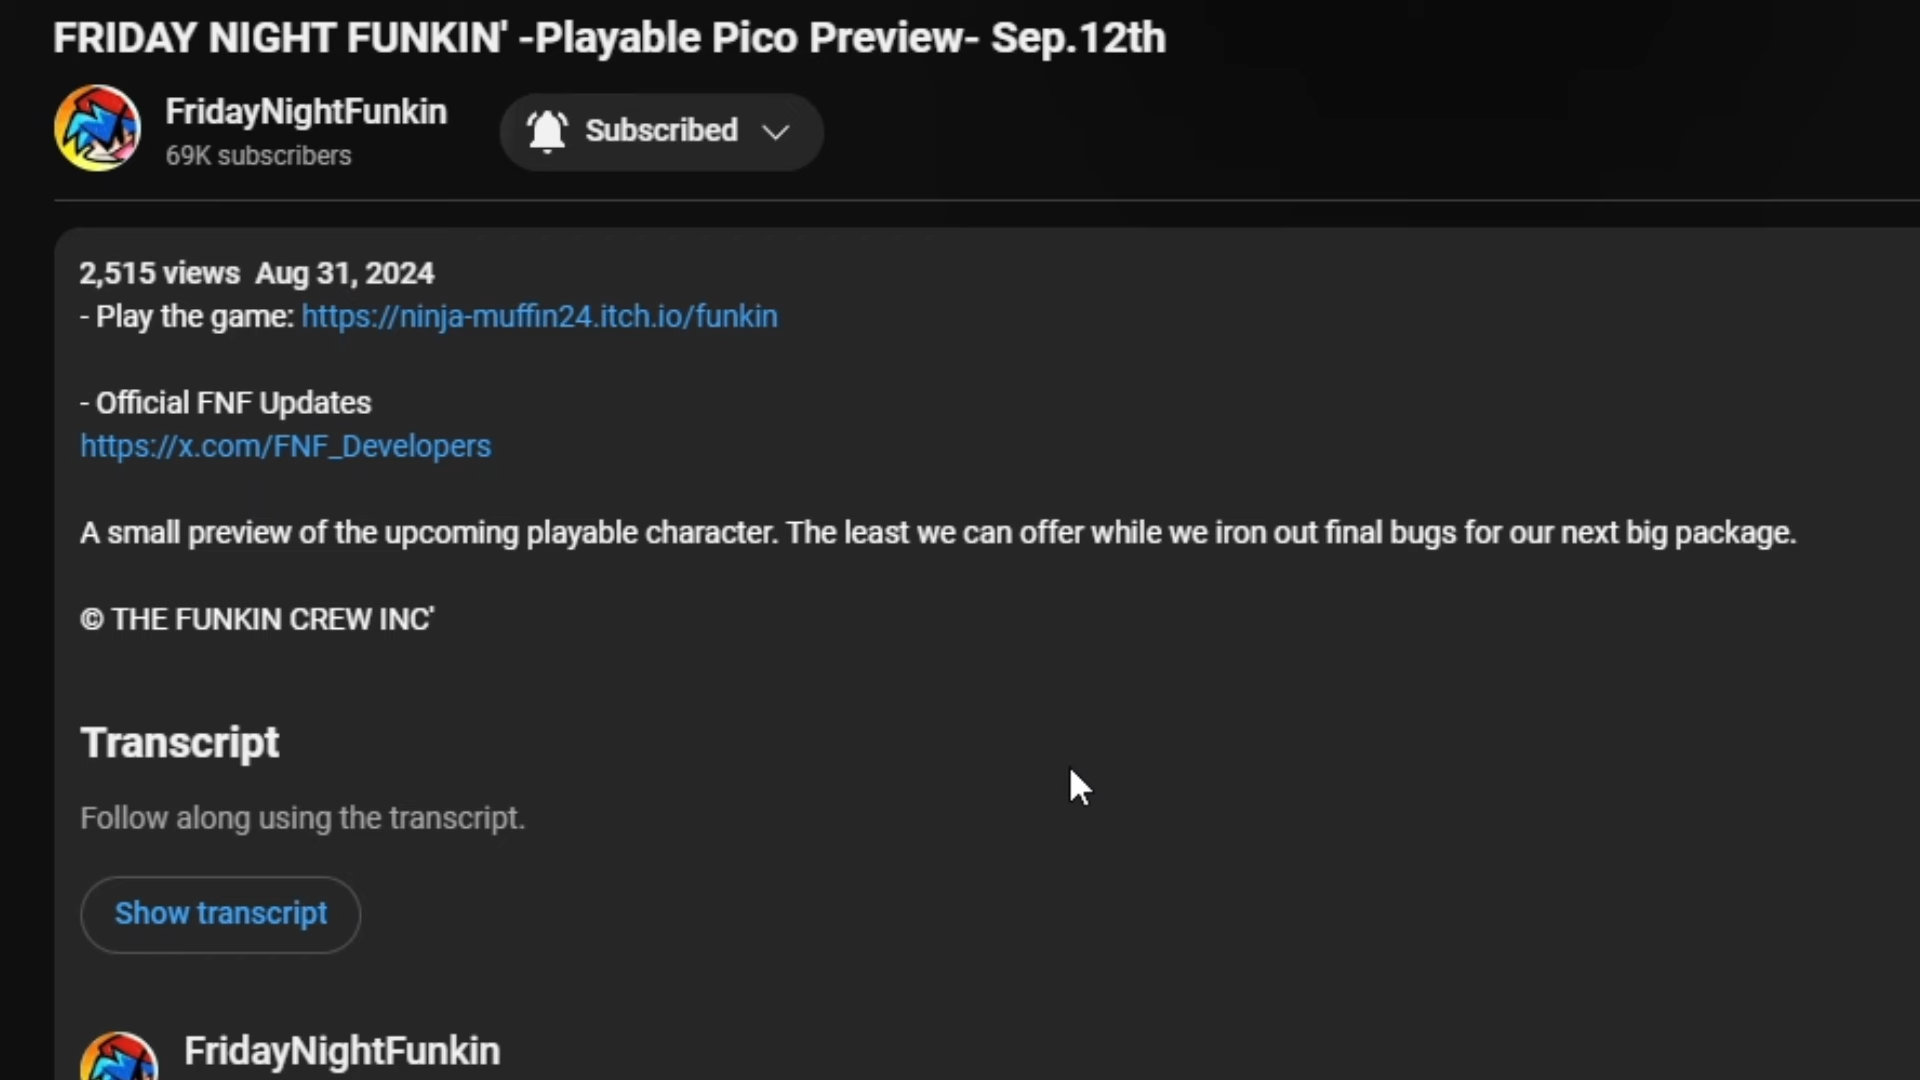 FRIDAY NIGHT FUNKIN' -Playable Pico Preview- Sep.12th
FridayNightFunkin
69K subscribers
Subscribed
2,515 views Aug 31, 2024
- Play the game: https://ninja-muffin24.itch.io/funkin
- Official FNF Updates
https://x.com/FNF_Developers
A small preview of the upcoming playable character. The least we can offer while we iron out final bugs for our next big package.
© THE FUNKIN CREW INC'
Transcript
Follow along using the transcript.
Show transcript
FridayNightFunkin